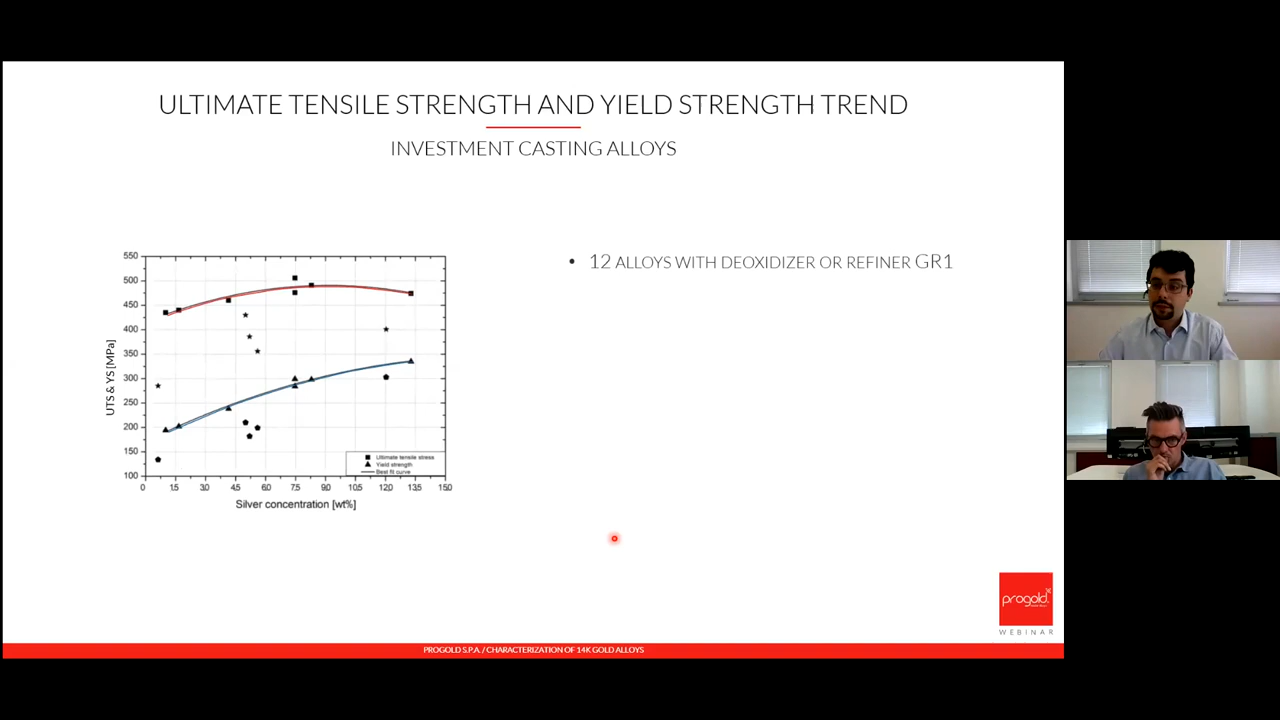 ULTIMATE TENSILE STRENGTH AND YIELD STRENGTH TREND
INVESTMENT CASTING ALLOYS
• 12 ALLOYS WITH DEOXIDIZER OR REFINER GR1
550
500
450
400
350
300
250
200
150
100
UTS & YS [MPa]
Ultimate tensile stress
Yield strength
Best fit curve
0 1.5 3.0 4.5 6.0 7.5 9.0 10.5 12.0 13.5 15.0
Silver concentration [wt%]
progold
WEBINAR
PROGOLD S.P.A. / CHARACTERIZATION OF 14K GOLD ALLOYS